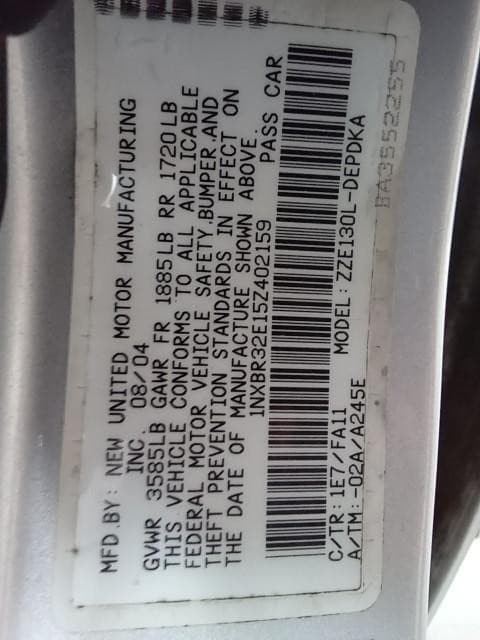 MFD.BY: NEW UNITED MOTOR MANUFACTURING
INC. 08/04
GVWR 3585LB GAWR FR 1885LB RR 1720LB
THIS VEHICLE CONFORMS TO ALL APPLICABLE
FEDERAL MOTOR VEHICLE SAFETY,BUMPER,AND
THEFT PREVENTION STANDARDS IN EFFECT ON
THE DATE OF MANUFACTURE SHOWN ABOVE.
1NXBR32E15Z402159 PASS CAR
C/TR:1E7/FA11 MODEL:ZZE130L-DEPDKA
A/TM:-02A/A245E
BA3552255